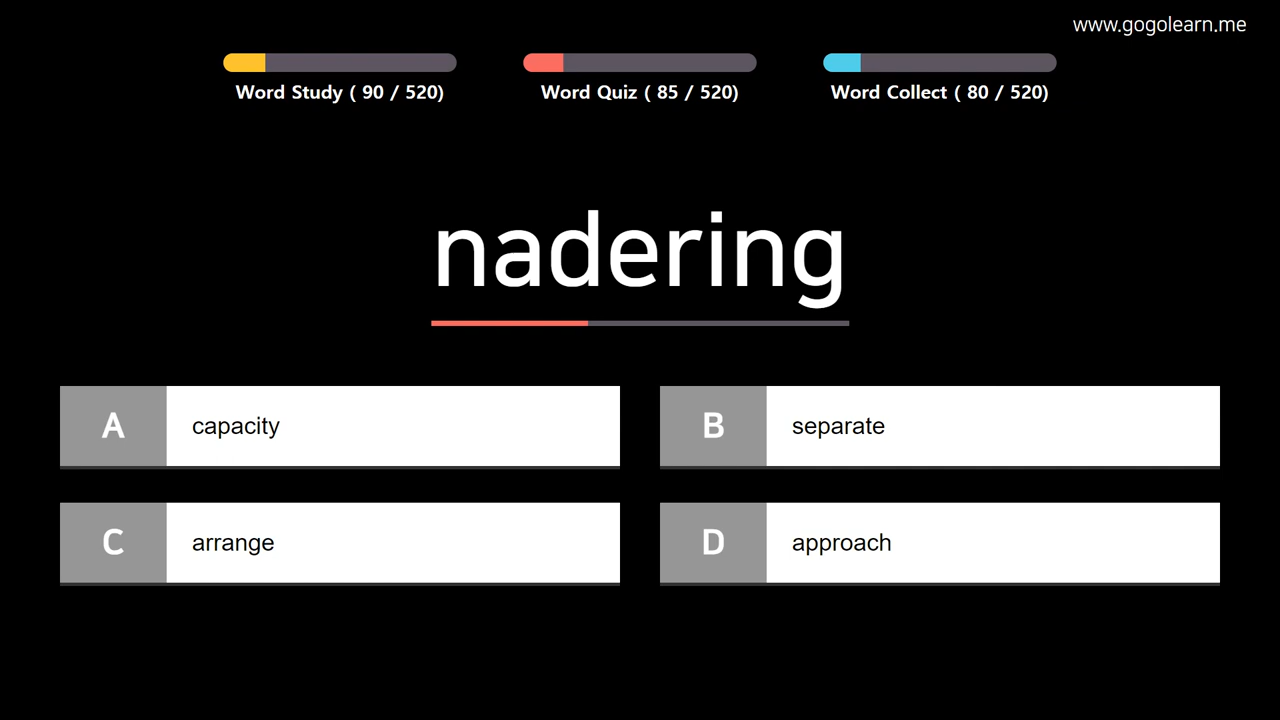 www.gogolearn.me
Word Study ( 90 / 520)
Word Quiz ( 85 / 520)
Word Collect ( 80 / 520)
nadering
A capacity
B separate
C arrange
D approach